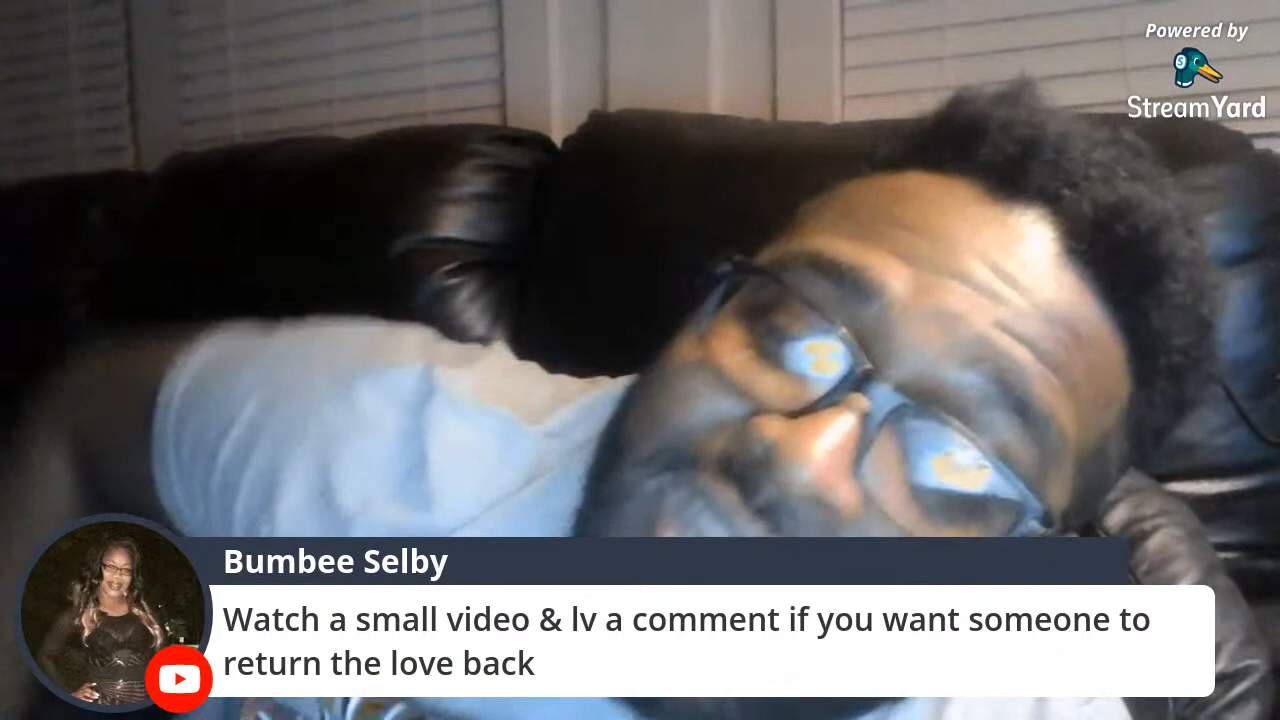 Powered by
StreamYard
Bumbee Selby
Watch a small video & lv a comment if you want someone to
return the love back